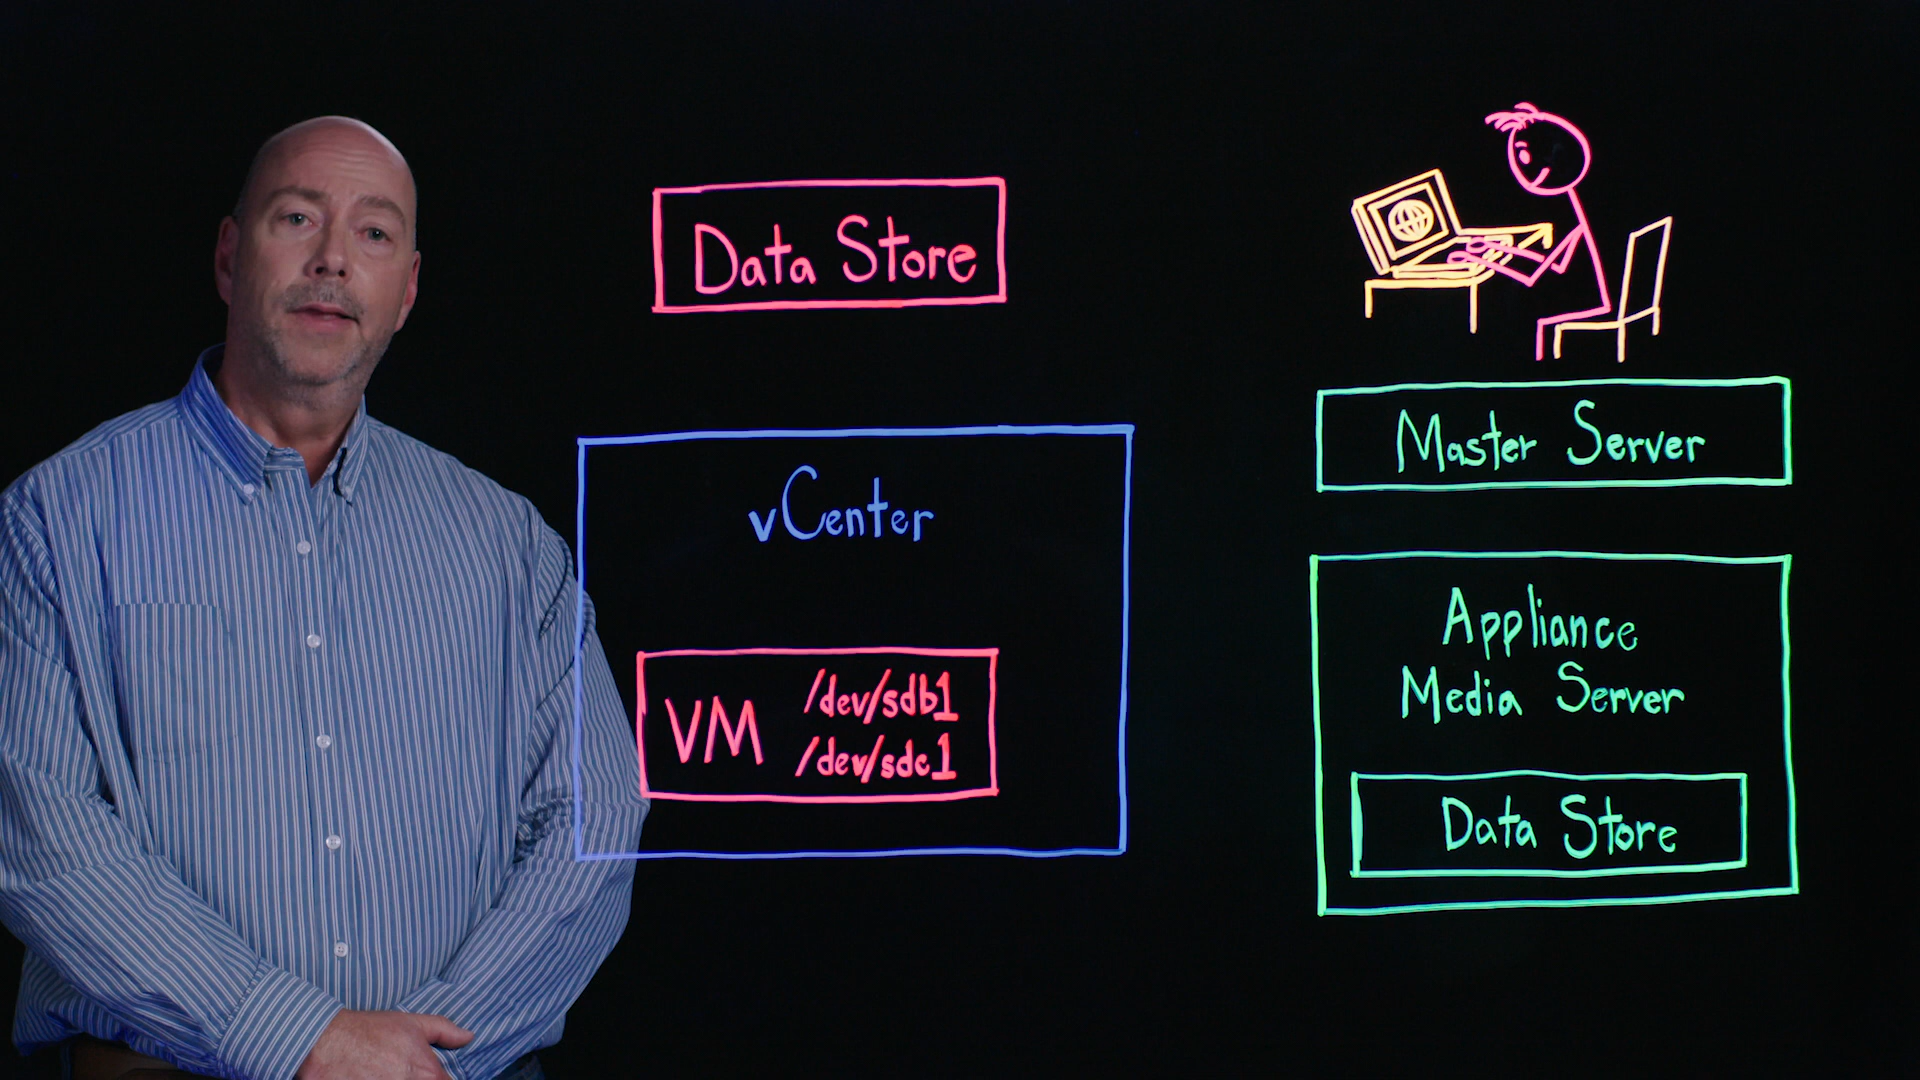 Data Store
vCenter
VM
/dev/sdb1
/dev/sdc1
Master Server
Appliance
Media Server
Data Store